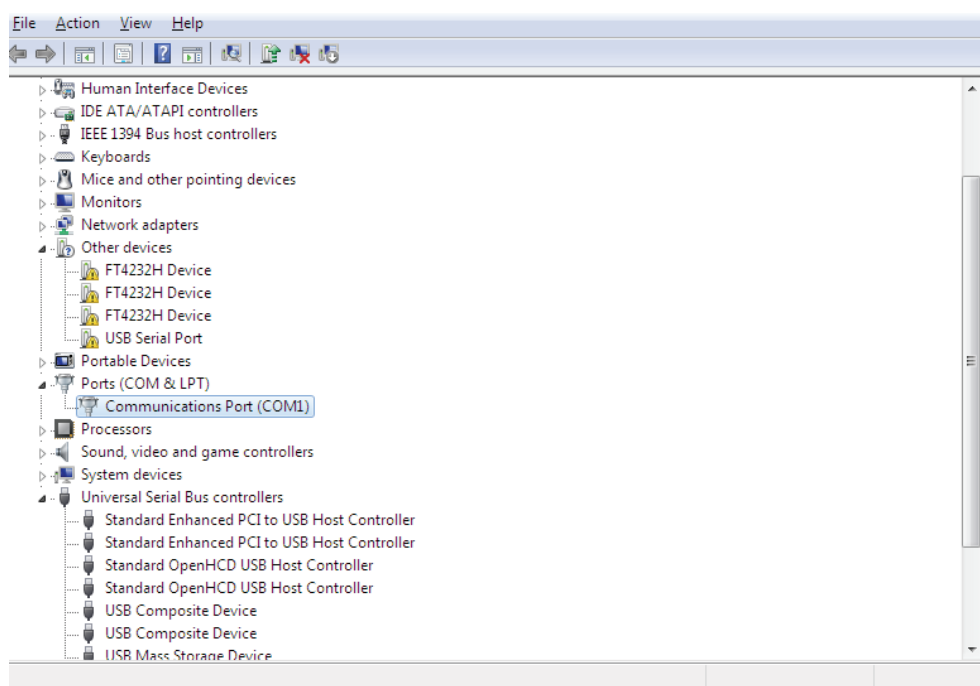 File Action View Help
Human Interface Devices
IDE ATA/ATAPI controllers
IEEE 1394 Bus host controllers
Keyboards
Mice and other pointing devices
Monitors
Network adapters
Other devices
FT4232H Device
FT4232H Device
FT4232H Device
USB Serial Port
Portable Devices
Ports (COM & LPT)
Communications Port (COM1)
Processors
Sound, video and game controllers
System devices
Universal Serial Bus controllers
Standard Enhanced PCI to USB Host Controller
Standard Enhanced PCI to USB Host Controller
Standard OpenHCD USB Host Controller
Standard OpenHCD USB Host Controller
USB Composite Device
USB Composite Device
USB Mass Storage Device